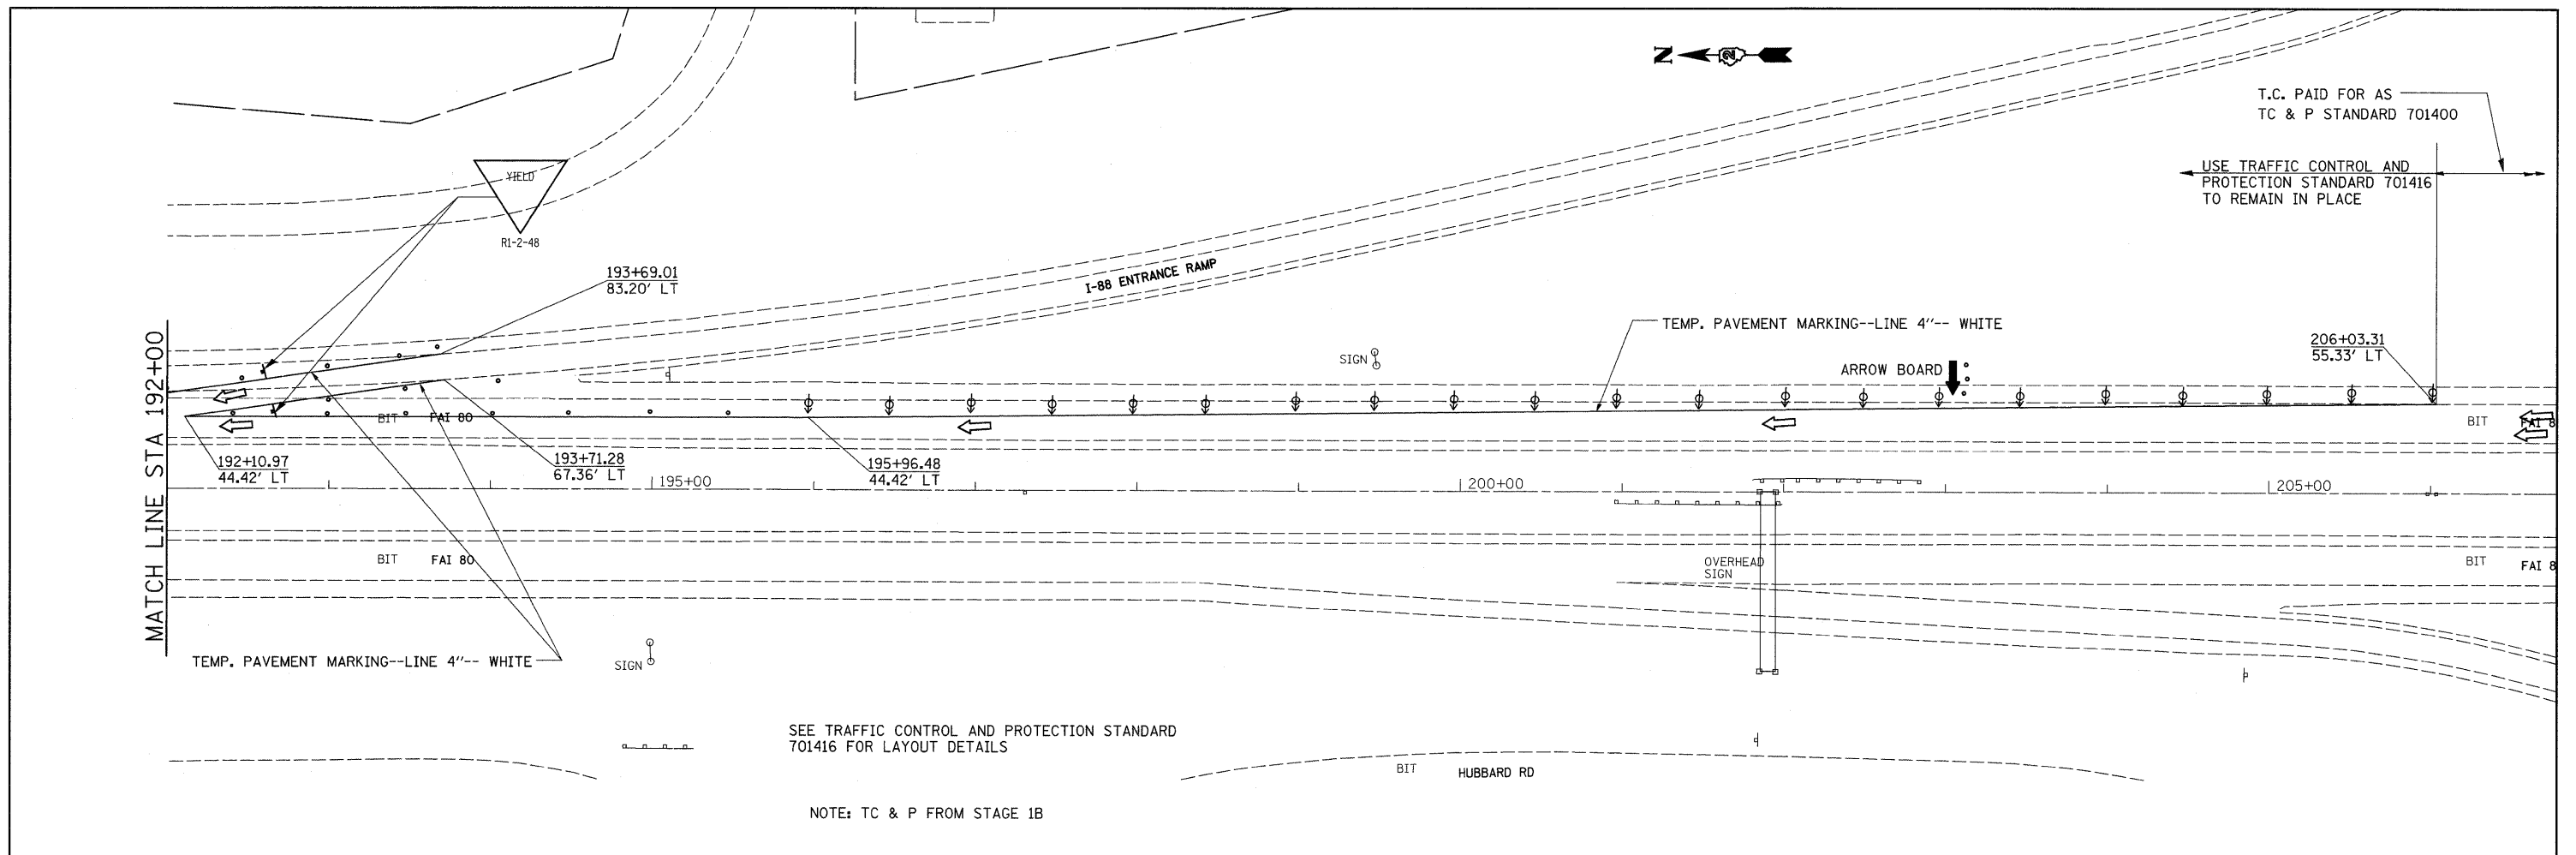 N
2
T.C. PAID FOR AS
TC & P STANDARD 701400
USE TRAFFIC CONTROL AND
PROTECTION STANDARD 701416
TO REMAIN IN PLACE
YIELD
R1-2-48
193+69.01
83.20' LT
I-88 ENTRANCE RAMP
TEMP. PAVEMENT MARKING--LINE 4"-- WHITE
206+03.31
55.33' LT
SIGN
ARROW BOARD
MATCH LINE STA 192+00
BIT FAI 80
BIT FAI 8
192+10.97
44.42' LT
193+71.28
67.36' LT
195+96.48
44.42' LT
195+00
200+00
205+00
BIT FAI 80
OVERHEAD
SIGN
BIT FAI 8
TEMP. PAVEMENT MARKING--LINE 4"-- WHITE
SIGN
SEE TRAFFIC CONTROL AND PROTECTION STANDARD
701416 FOR LAYOUT DETAILS
BIT HUBBARD RD
NOTE: TC & P FROM STAGE 1B